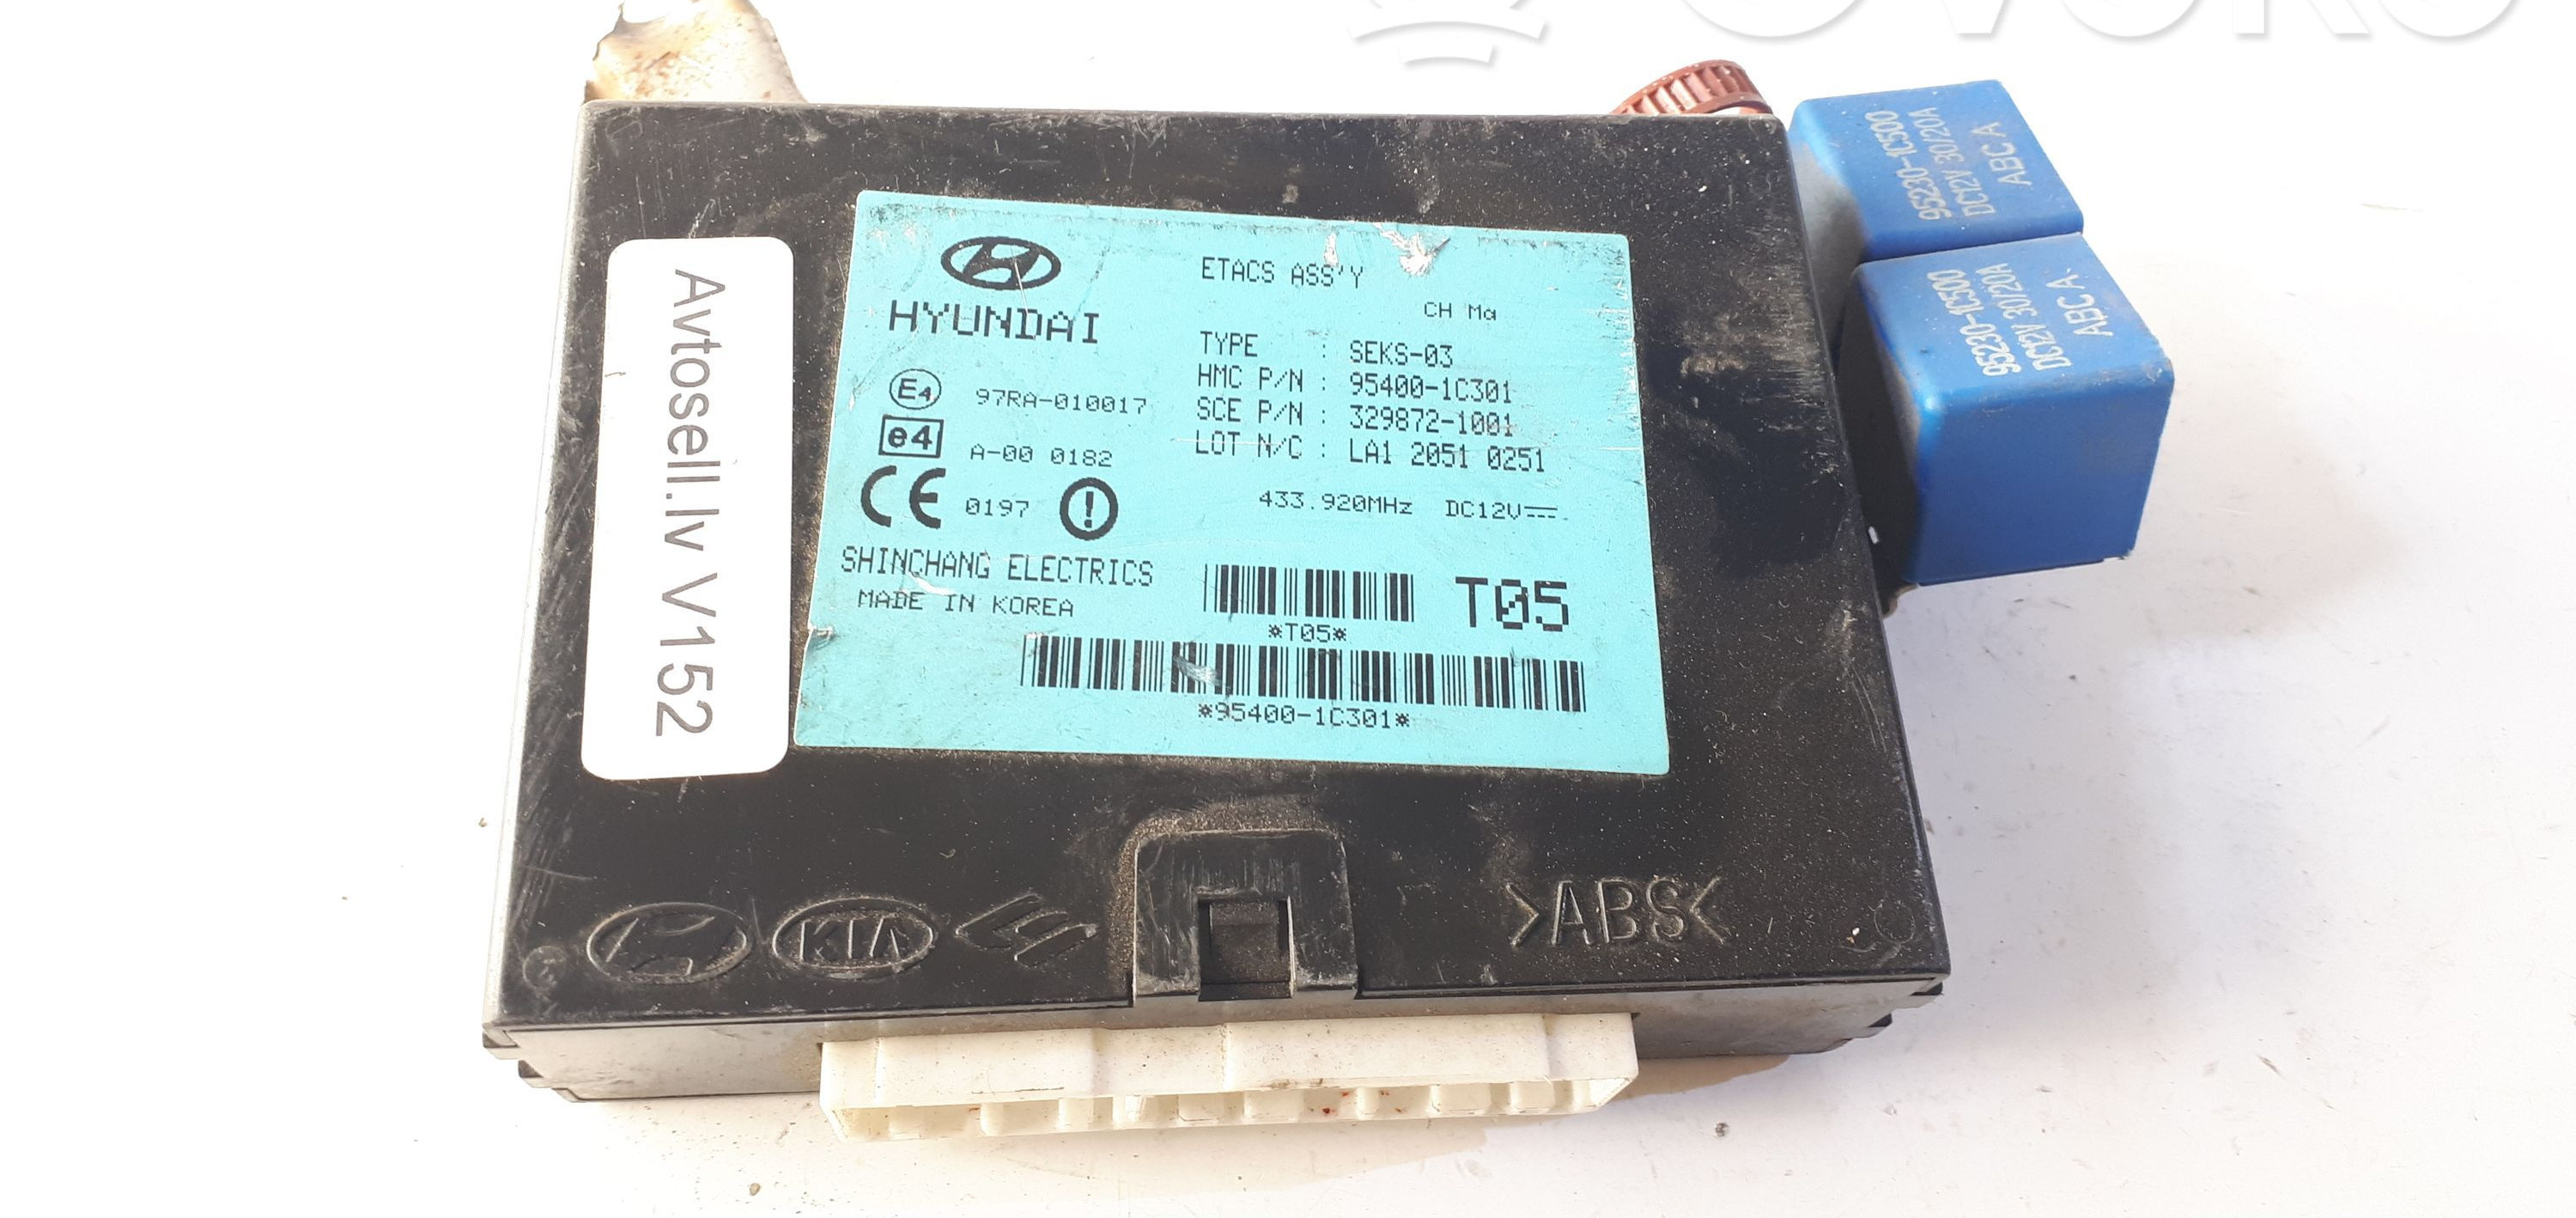 95230-1C500
DC12V 30/20A
ABC A
95230-1C500
DC12V 30/20A
ABC A
Avtosell.lv V152
HYUNDAI
ETACS ASS'Y
CH Ma
TYPE : SEKS-03
HMC P/N : 95400-1C301
SCE P/N : 329872-1001
LOT N/C : LA1 2051 0251
E4 97RA-010017
e4 A-00 0182
CE 0197 !
433.920MHz DC12V
SHINCHANG ELECTRICS
MADE IN KOREA
T05
*T05*
*95400-1C301*
KIA
>ABS<